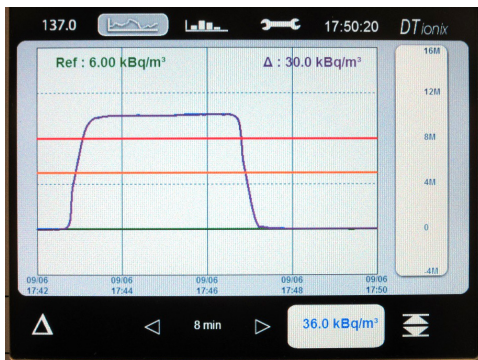 137.0 17:50:20 DTionix
Ref : 6.00 kBq/m³ Δ : 30.0 kBq/m³
16M
12M
8M
4M
0
-4M
09/06 09/06 09/06 09/06 09/06
17:42 17:44 17:46 17:48 17:50
Δ 8 min 36.0 kBq/m³